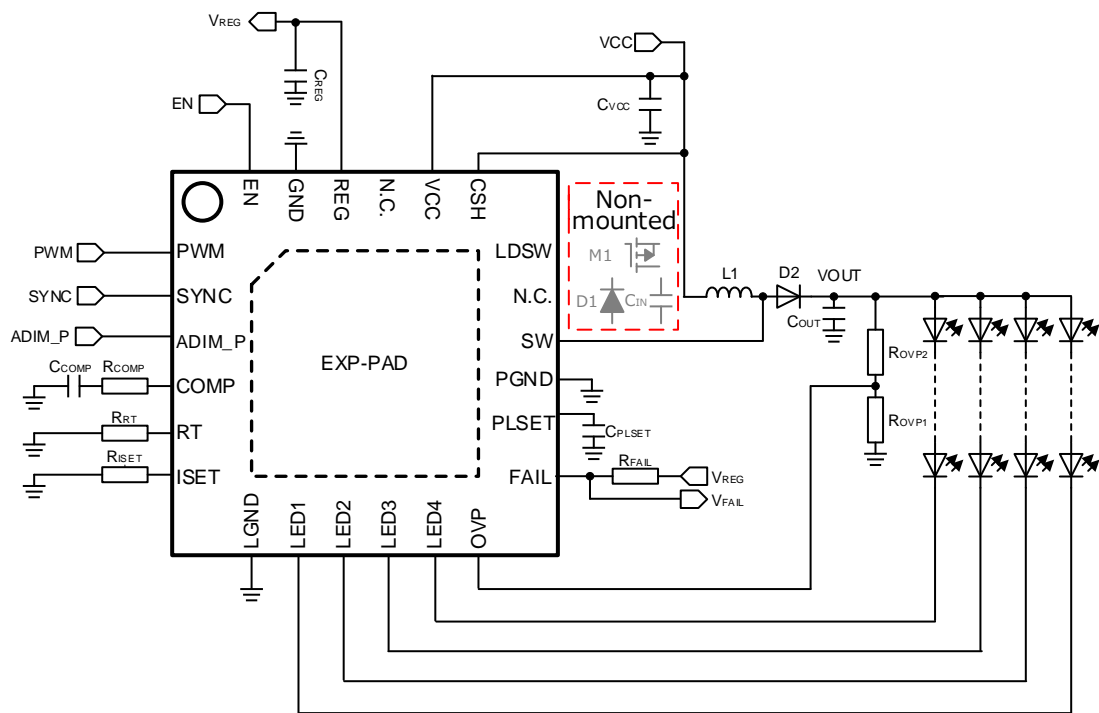 VREG
CREG
EN
VCC
CVCC
EN
GND
REG
N.C.
VCC
CSH
PWM
SYNC
ADIM_P
CCOMP
RCOMP
RRT
RISET
PWM
SYNC
ADIM_P
COMP
RT
ISET
EXP-PAD
LDSW
N.C.
SW
PGND
PLSET
FAIL
LGND
LED1
LED2
LED3
LED4
OVP
Non-
mounted
M1
D1
CIN
L1
D2
VOUT
COUT
ROVP2
ROVP1
CPLSET
RFAIL
VREG
VFAIL